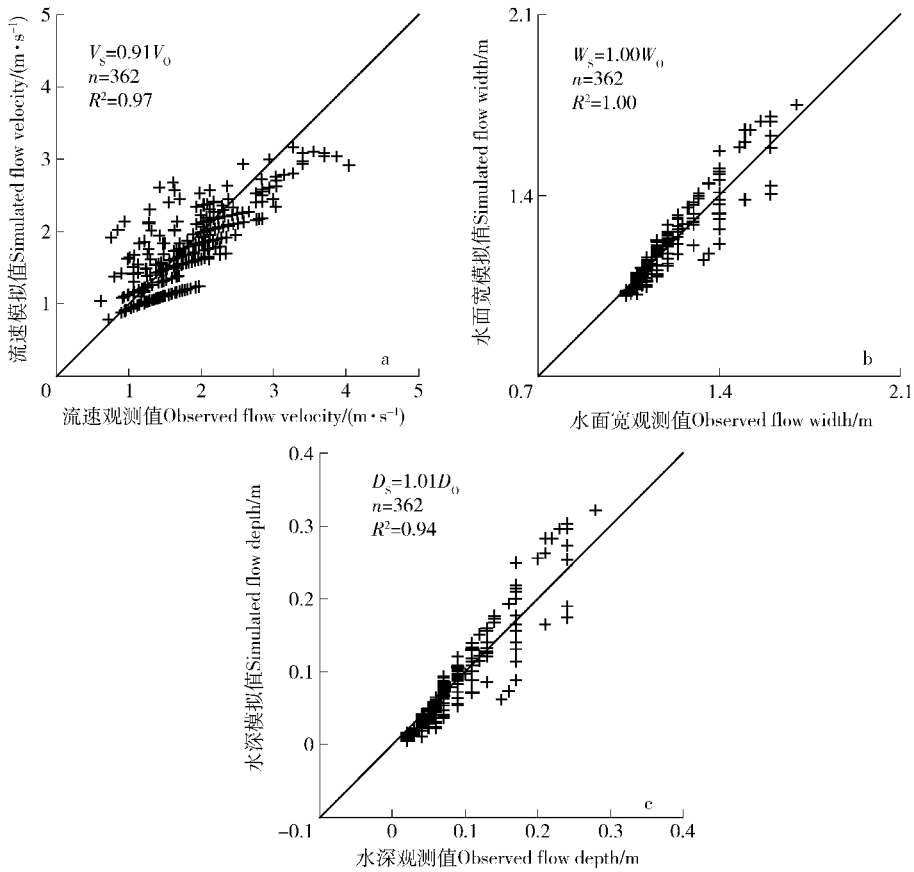 5
4
3
2
1
0
1
2
3
4
5
流速模拟值Simulated flow velocity/(m·s⁻¹)
V_S=0.91V_O
n=362
R²=0.97
a
流速观测值Observed flow velocity/(m·s⁻¹)
2.1
1.4
0.7
1.4
2.1
水面宽模拟值Simulated flow width/m
W_S=1.00W_O
n=362
R²=1.00
b
水面宽观测值Observed flow width/m
0.4
0.3
0.2
0.1
0
-0.1
0
0.1
0.2
0.3
0.4
水深模拟值Simulated flow depth/m
D_S=1.01D_O
n=362
R²=0.94
c
水深观测值Observed flow depth/m